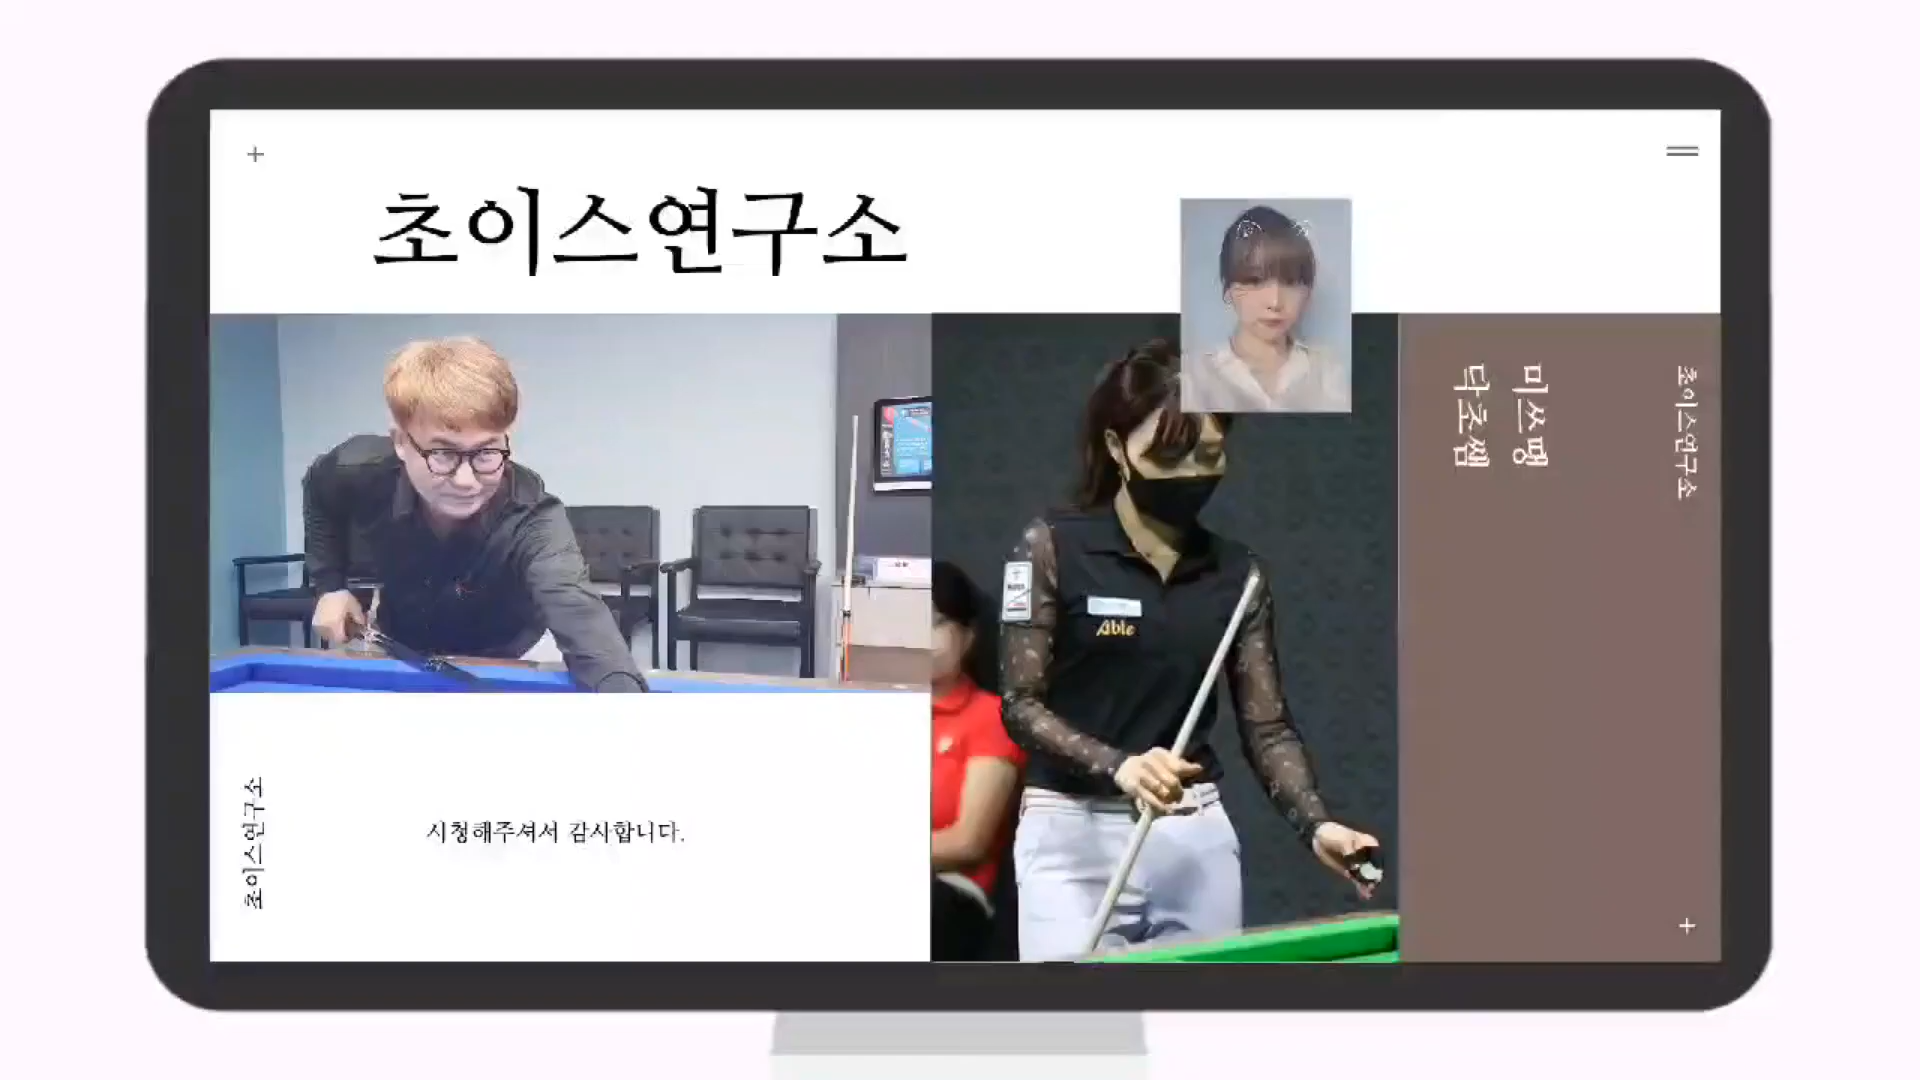 초이스연구소
초이스연구소
미쓰맹
닥초쌤
Able
시청해주셔서 감사합니다.
초이스연구소